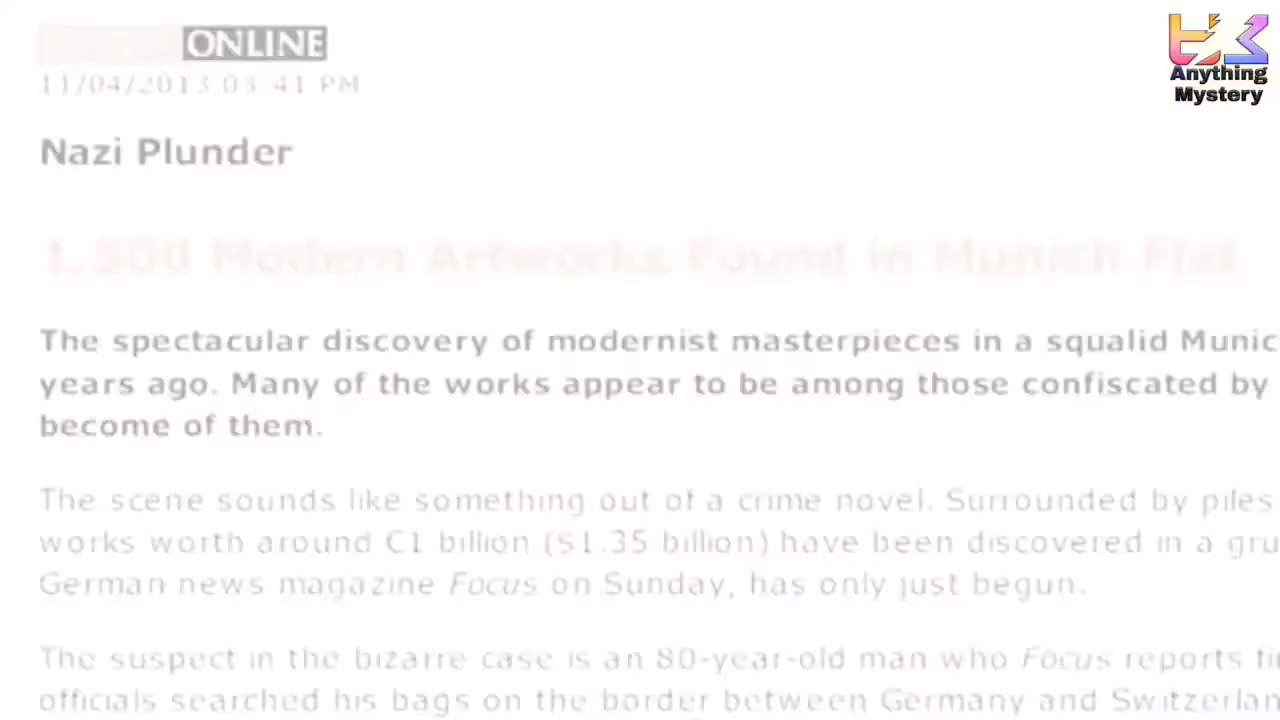 ONLINE
11/04/2013 03:41 PM
Anything
Mystery
Nazi Plunder
1,500 Modern Artworks Found in Munich Flat
The spectacular discovery of modernist masterpieces in a squalid Munic
years ago. Many of the works appear to be among those confiscated by
become of them.
The scene sounds like something out of a crime novel. Surrounded by piles
works worth around €1 billion ($1.35 billion) have been discovered in a gru
German news magazine Focus on Sunday, has only just begun.
The suspect in the bizarre case is an 80-year-old man who Focus reports fir
officials searched his bags on the border between Germany and Switzerlan